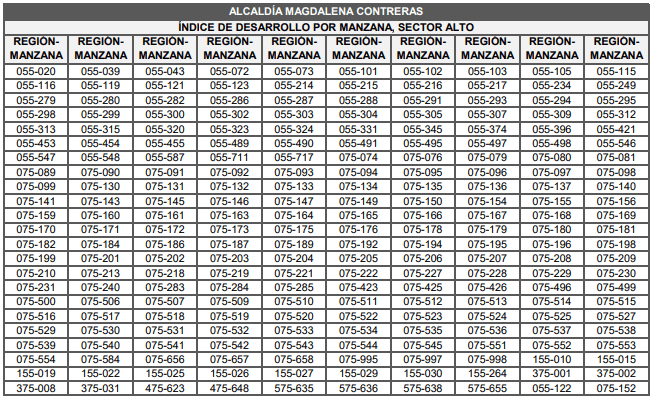 ALCALDÍA MAGDALENA CONTRERAS
ÍNDICE DE DESARROLLO POR MANZANA, SECTOR ALTO
REGIÓN-MANZANA REGIÓN-MANZANA REGIÓN-MANZANA REGIÓN-MANZANA REGIÓN-MANZANA REGIÓN-MANZANA REGIÓN-MANZANA REGIÓN-MANZANA REGIÓN-MANZANA REGIÓN-MANZANA
055-020 055-039 055-043 055-072 055-073 055-101 055-102 055-103 055-105 055-115
055-116 055-119 055-121 055-123 055-214 055-215 055-216 055-217 055-234 055-249
055-279 055-280 055-282 055-286 055-287 055-288 055-291 055-293 055-294 055-295
055-298 055-299 055-300 055-302 055-303 055-304 055-305 055-307 055-309 055-312
055-313 055-315 055-320 055-323 055-324 055-331 055-345 055-374 055-396 055-421
055-453 055-454 055-455 055-489 055-490 055-491 055-495 055-497 055-498 055-546
055-547 055-548 055-587 055-711 055-717 075-074 075-076 075-079 075-080 075-081
075-089 075-090 075-091 075-092 075-093 075-094 075-095 075-096 075-097 075-098
075-099 075-130 075-131 075-132 075-133 075-134 075-135 075-136 075-137 075-140
075-141 075-143 075-145 075-146 075-147 075-149 075-150 075-154 075-155 075-156
075-159 075-160 075-161 075-163 075-164 075-165 075-166 075-167 075-168 075-169
075-170 075-171 075-172 075-173 075-175 075-176 075-178 075-179 075-180 075-181
075-182 075-184 075-186 075-187 075-189 075-192 075-194 075-195 075-196 075-198
075-199 075-201 075-202 075-203 075-204 075-205 075-206 075-207 075-208 075-209
075-210 075-213 075-218 075-219 075-221 075-222 075-227 075-228 075-229 075-230
075-231 075-240 075-283 075-284 075-285 075-423 075-425 075-426 075-496 075-499
075-500 075-506 075-507 075-509 075-510 075-511 075-512 075-513 075-514 075-515
075-516 075-517 075-518 075-519 075-520 075-522 075-523 075-524 075-525 075-527
075-529 075-530 075-531 075-532 075-533 075-534 075-535 075-536 075-537 075-538
075-539 075-540 075-541 075-542 075-543 075-544 075-545 075-551 075-552 075-553
075-554 075-584 075-656 075-657 075-658 075-995 075-997 075-998 155-010 155-015
155-019 155-022 155-025 155-026 155-027 155-029 155-030 155-264 375-001 375-002
375-008 375-031 475-623 475-648 575-635 575-636 575-638 575-655 055-122 075-152